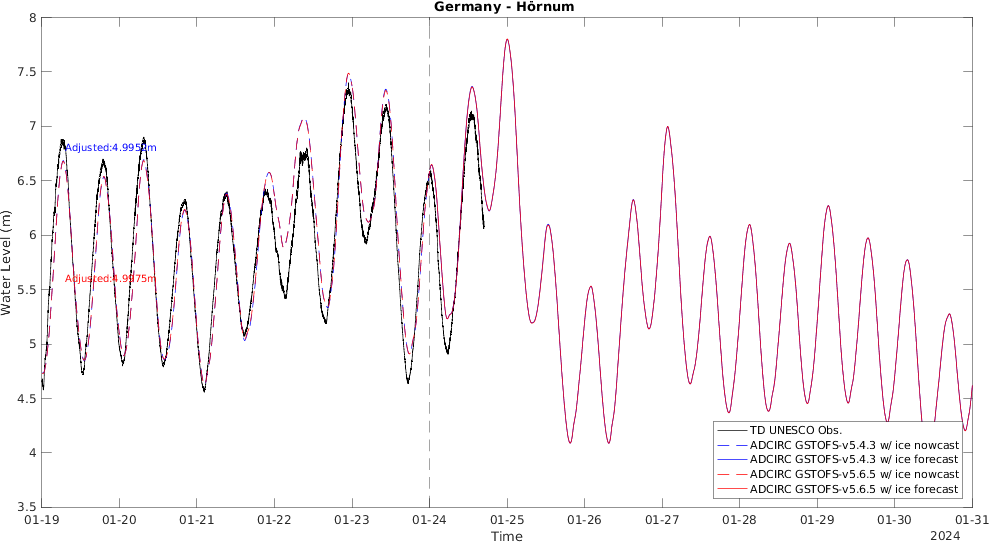 Germany - Hörnum
8
7.5
7
6.5
6
5.5
5
4.5
4
3.5
Water Level (m)
Adjusted:4.9952m
Adjusted:4.9975m
TD UNESCO Obs.
ADCIRC GSTOFS-v5.4.3 w/ ice nowcast
ADCIRC GSTOFS-v5.4.3 w/ ice forecast
ADCIRC GSTOFS-v5.6.5 w/ ice nowcast
ADCIRC GSTOFS-v5.6.5 w/ ice forecast
01-19 01-20 01-21 01-22 01-23 01-24 01-25 01-26 01-27 01-28 01-29 01-30 01-31
Time
2024